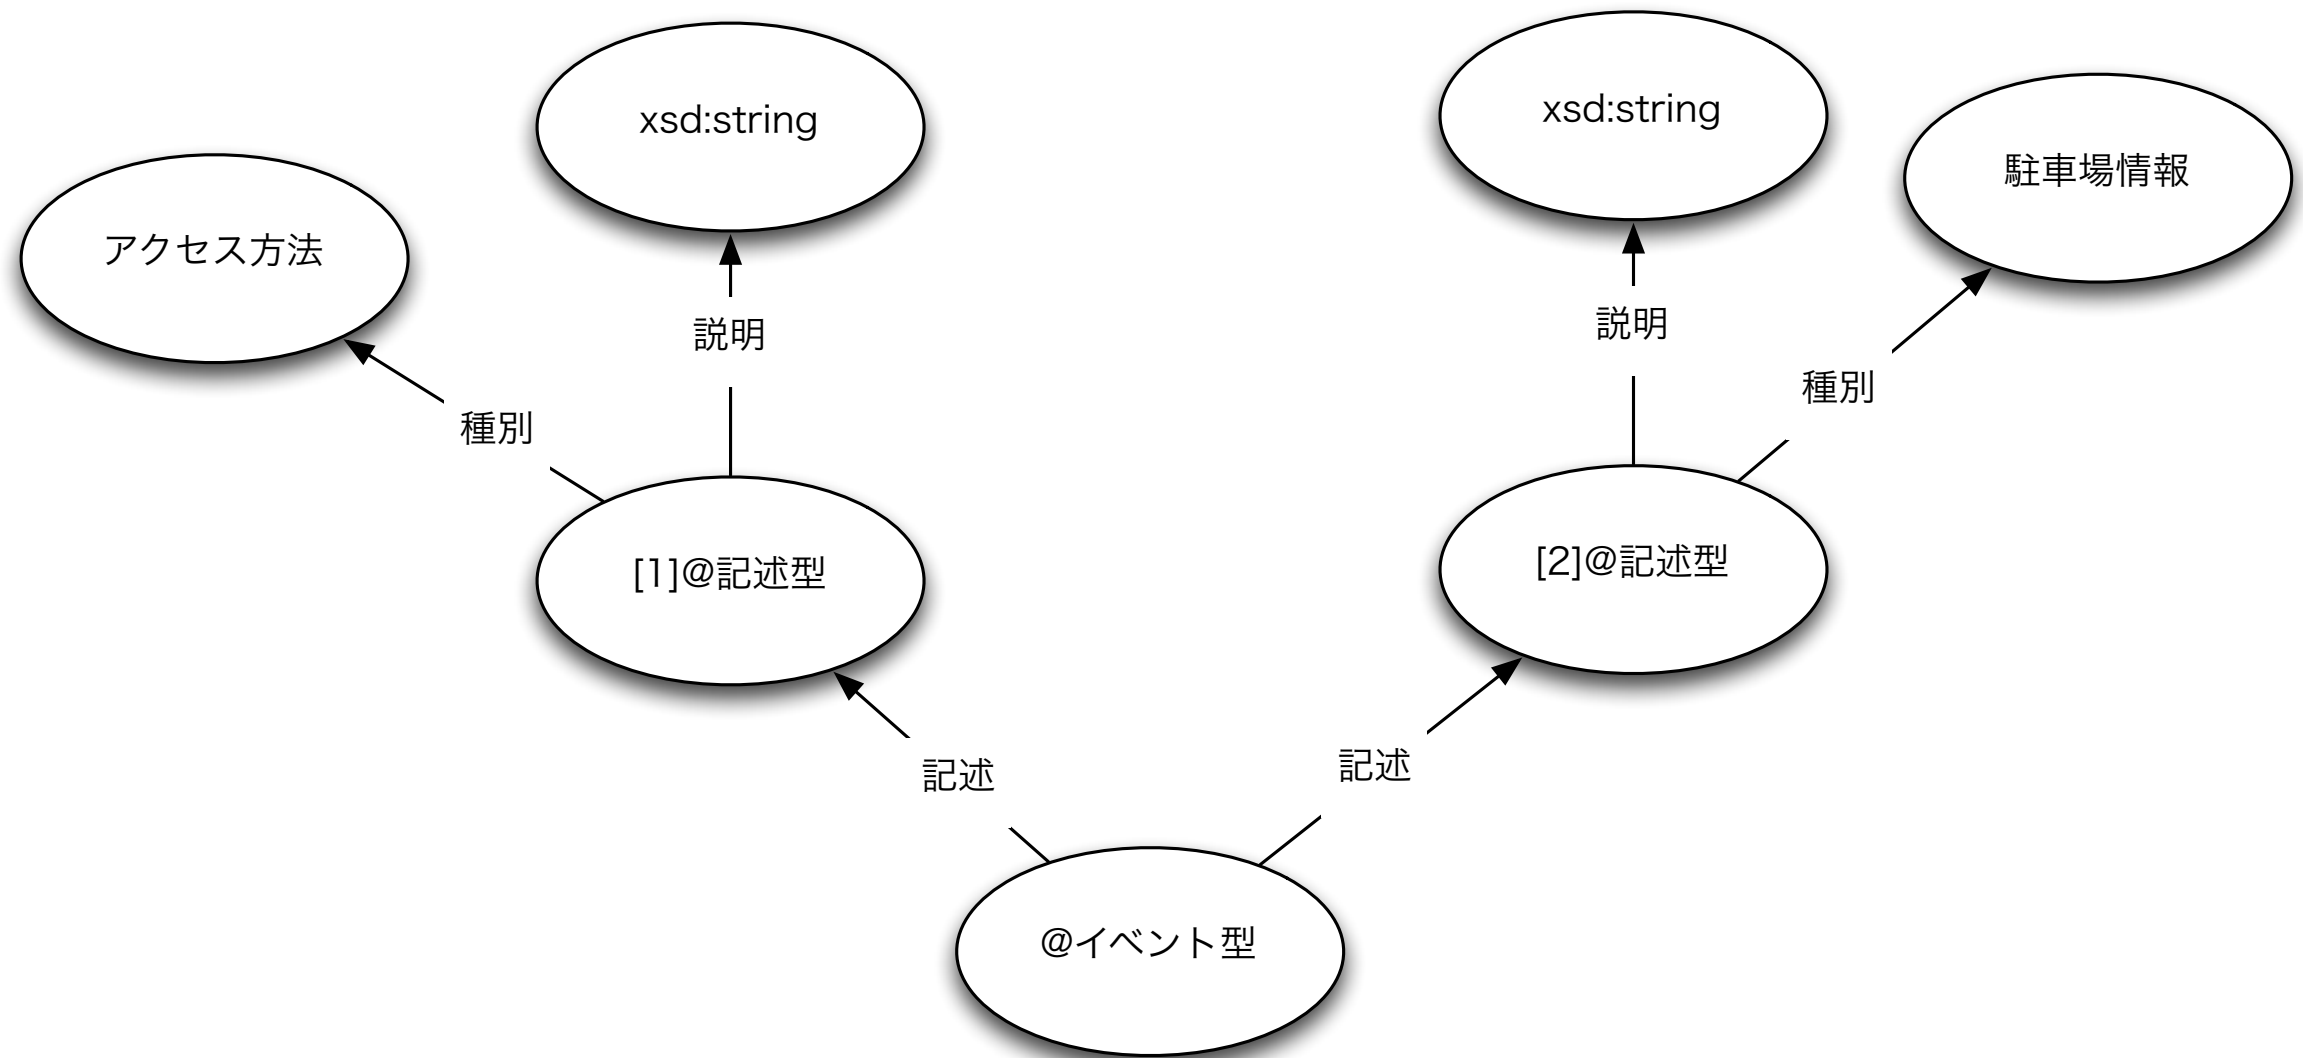 xsd:string
xsd:string
駐車場情報
アクセス方法
説明
説明
種別
種別
[1]@記述型
[2]@記述型
記述
記述
@イベント型